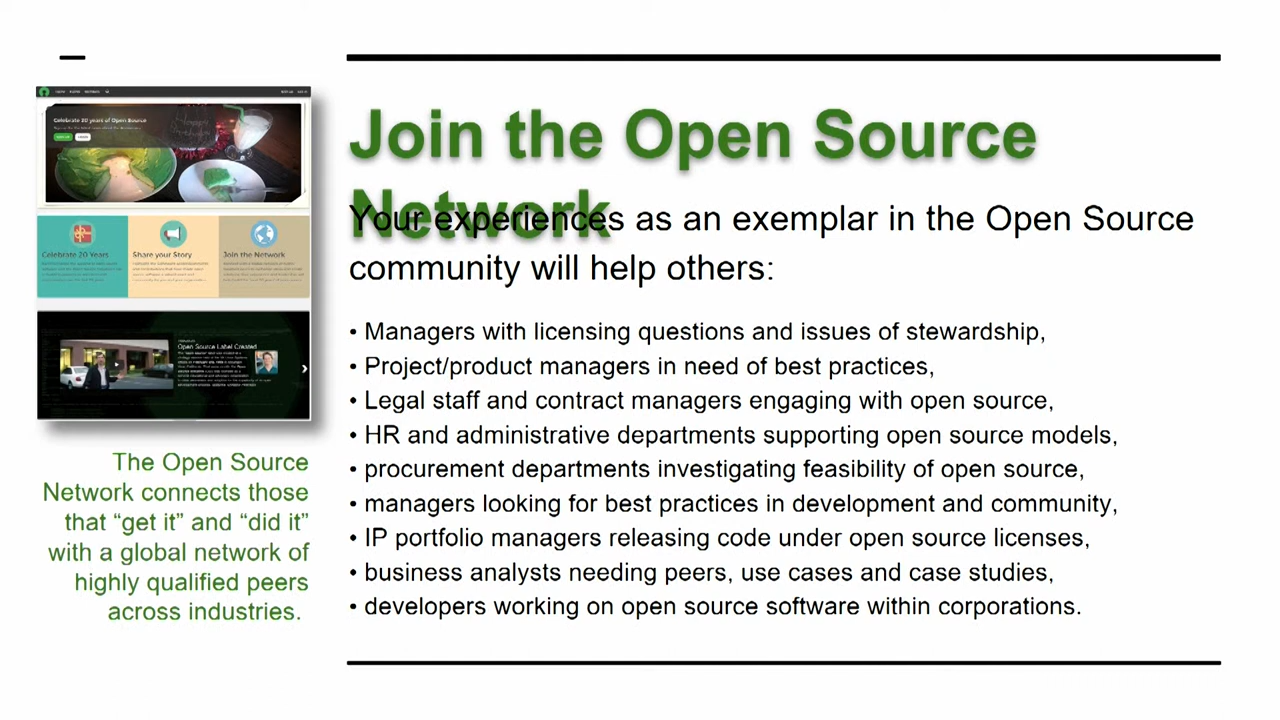 Join the Open Source
Network
Your experiences as an exemplar in the Open Source
community will help others:
• Managers with licensing questions and issues of stewardship,
• Project/product managers in need of best practices,
• Legal staff and contract managers engaging with open source,
• HR and administrative departments supporting open source models,
• procurement departments investigating feasibility of open source,
• managers looking for best practices in development and community,
• IP portfolio managers releasing code under open source licenses,
• business analysts needing peers, use cases and case studies,
• developers working on open source software within corporations.
Celebrate 20 years of Open Source
Celebrate 20 Years
Share your Story
Join the Network
Open Source Label Created
The Open Source
Network connects those
that “get it” and “did it”
with a global network of
highly qualified peers
across industries.